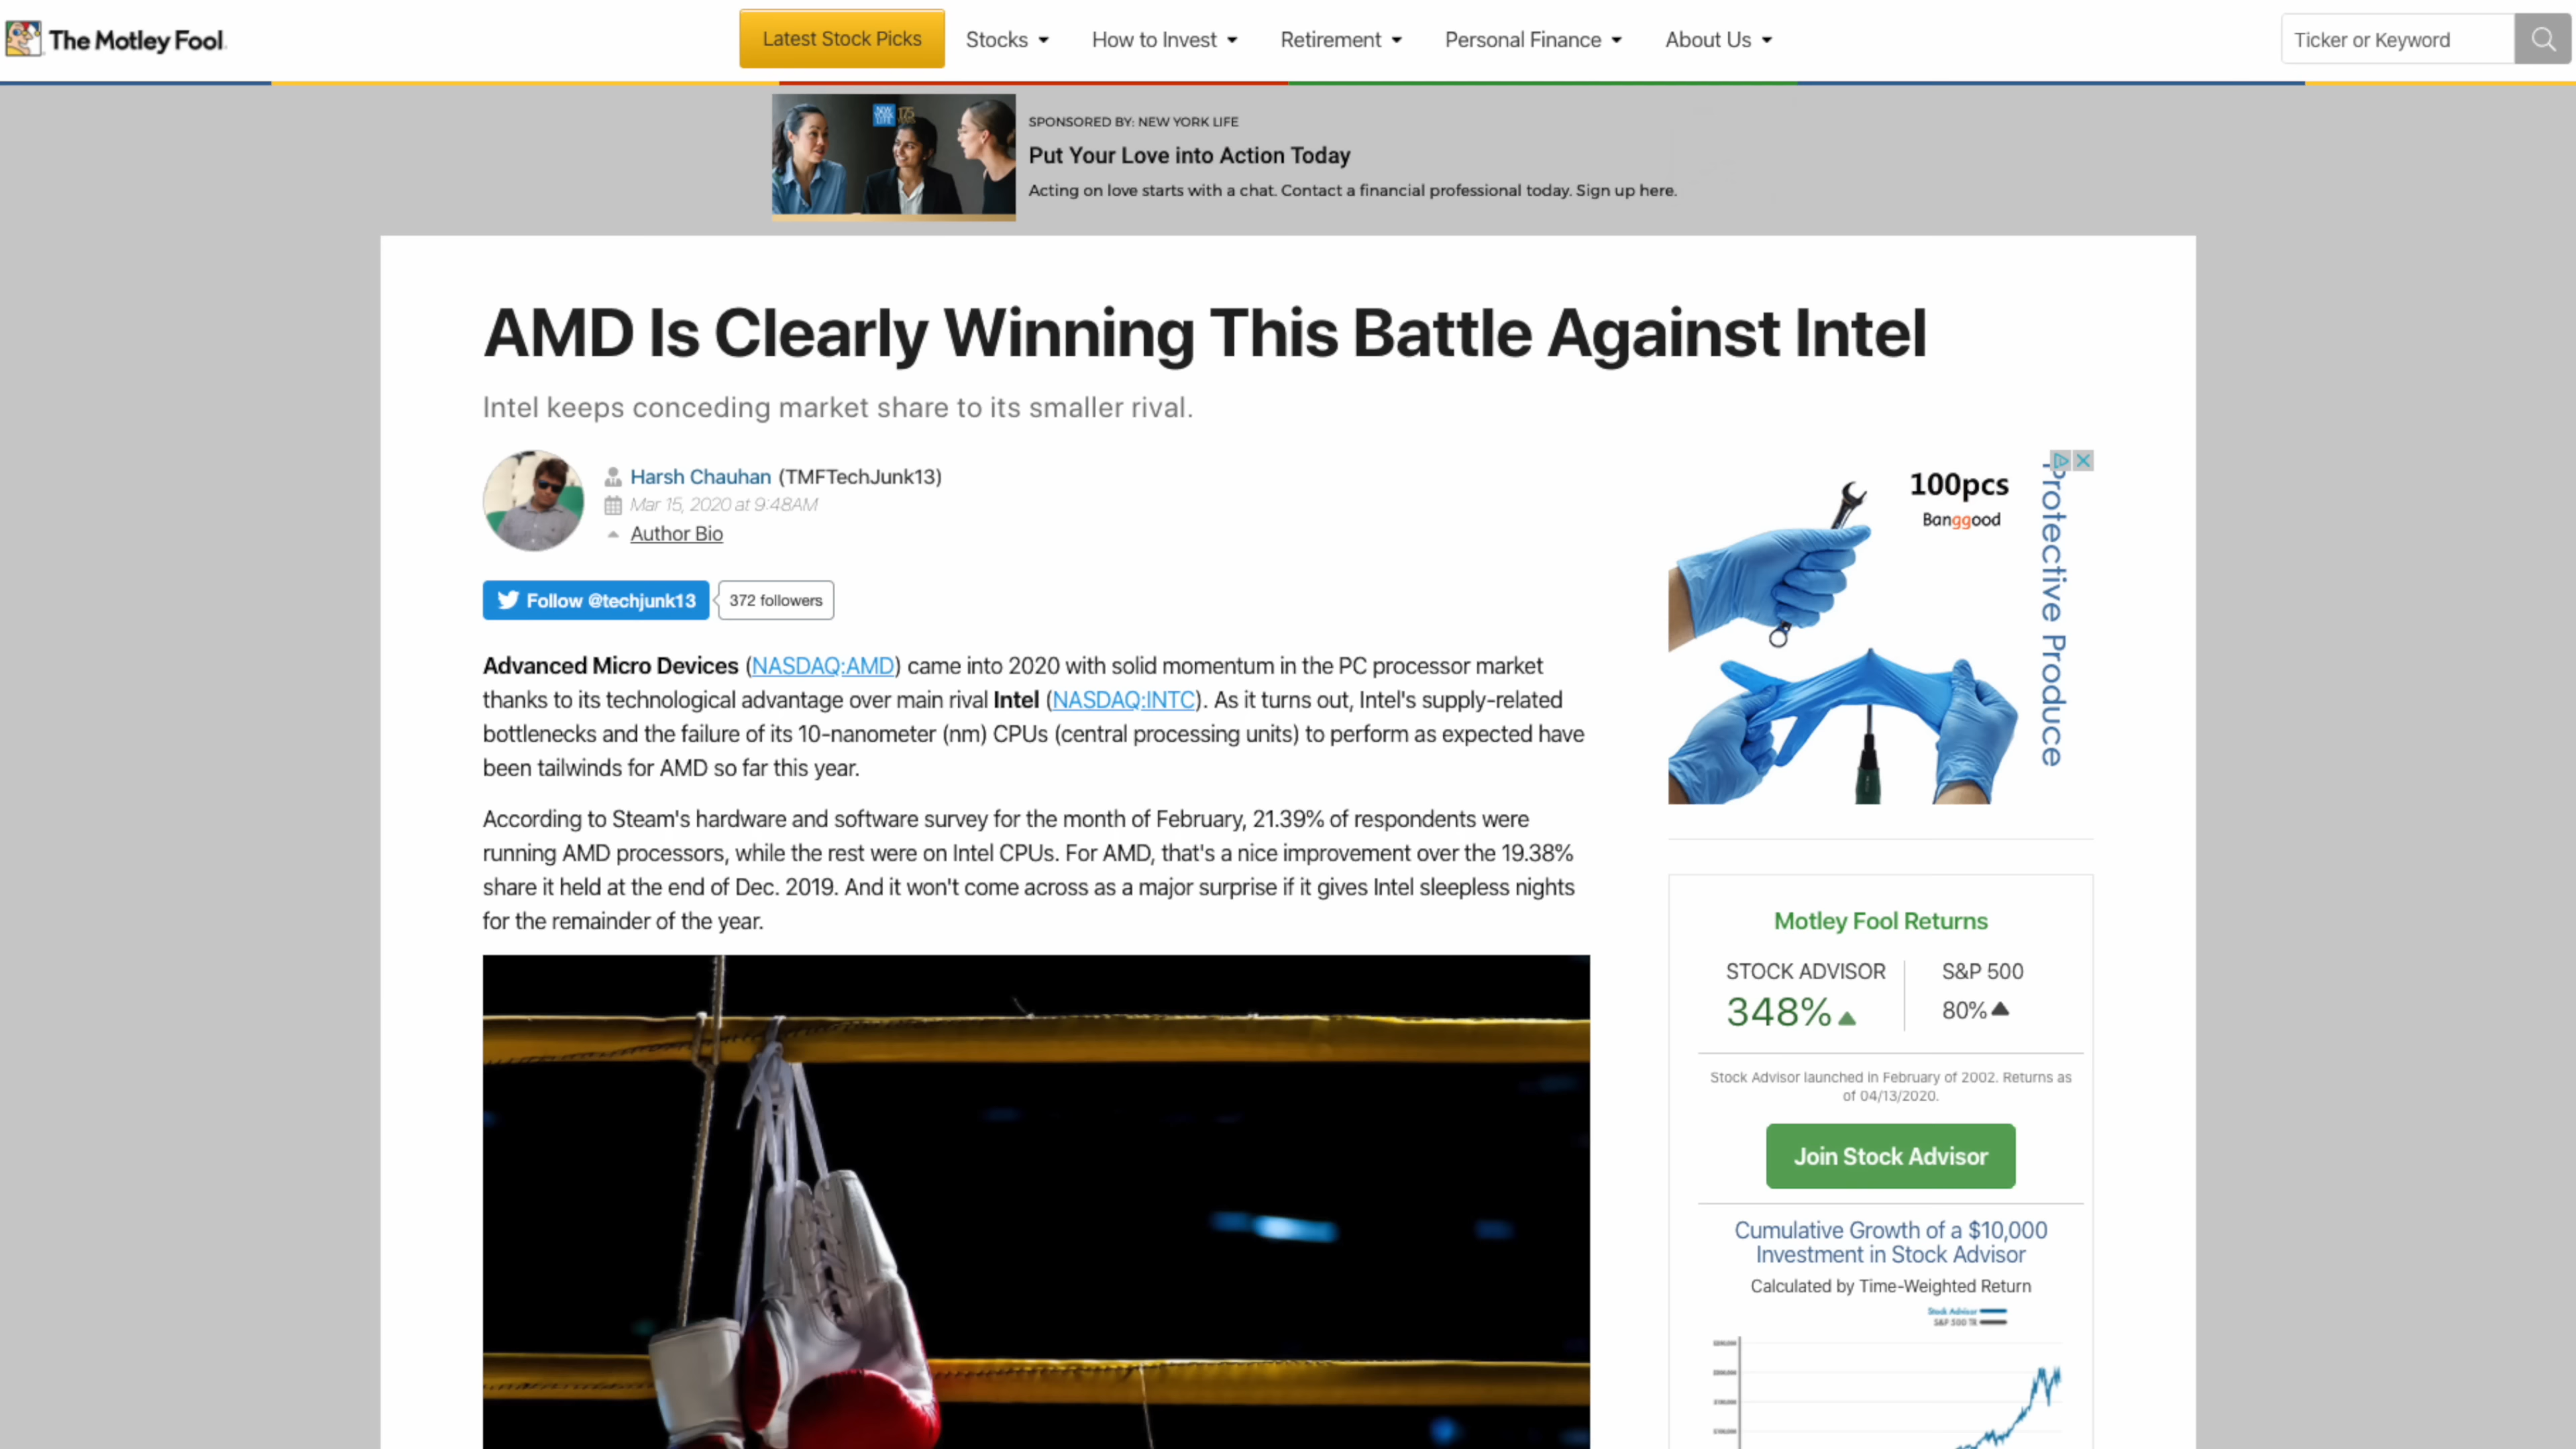 The Motley Fool.
Latest Stock Picks
Stocks
How to Invest
Retirement
Personal Finance
About Us
Ticker or Keyword
NEW YORK LIFE
175
SPONSORED BY: NEW YORK LIFE
Put Your Love into Action Today
Acting on love starts with a chat. Contact a financial professional today. Sign up here.
AMD Is Clearly Winning This Battle Against Intel
Intel keeps conceding market share to its smaller rival.
Harsh Chauhan (TMFTechJunk13)
Mar 15, 2020 at 9:48AM
Author Bio
Follow @techjunk13
372 followers
Advanced Micro Devices (NASDAQ:AMD) came into 2020 with solid momentum in the PC processor market
thanks to its technological advantage over main rival Intel (NASDAQ:INTC). As it turns out, Intel's supply-related
bottlenecks and the failure of its 10-nanometer (nm) CPUs (central processing units) to perform as expected have
been tailwinds for AMD so far this year.
According to Steam's hardware and software survey for the month of February, 21.39% of respondents were
running AMD processors, while the rest were on Intel CPUs. For AMD, that's a nice improvement over the 19.38%
share it held at the end of Dec. 2019. And it won't come across as a major surprise if it gives Intel sleepless nights
for the remainder of the year.
100pcs
Banggood
Protective Produce
Motley Fool Returns
STOCK ADVISOR
348%
S&P 500
80%
Stock Advisor launched in February of 2002. Returns as
of 04/13/2020.
Join Stock Advisor
Cumulative Growth of a $10,000
Investment in Stock Advisor
Calculated by Time-Weighted Return
Stock Advisor
S&P 500 TR